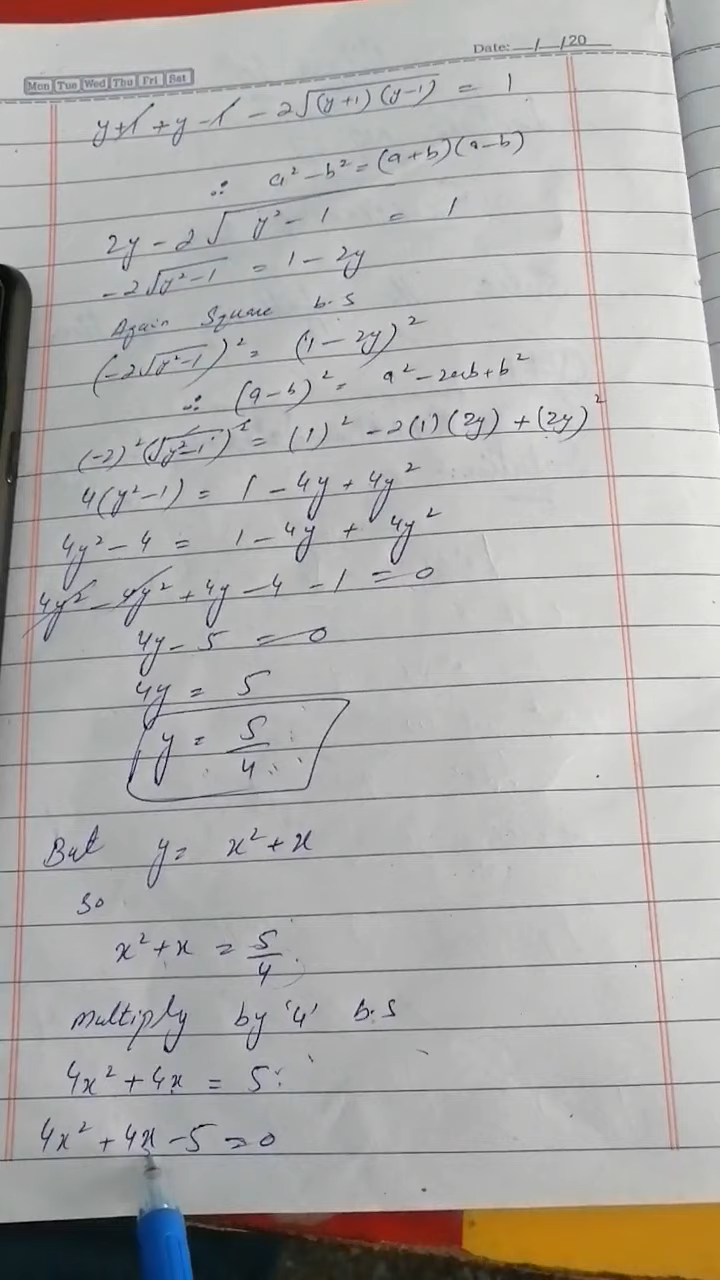 Date: __/__/20__
Mon Tue Wed Thu Fri Sat
y+1+y-1-2√(y+1)(y-1) = 1
∴ a²-b² = (a+b)(a-b)
2y-2√y²-1 = 1
-2√y²-1 = 1-2y
Again Square b.s
(-2√y²-1)² = (1-2y)²
∴ (a-b)² = a²-2ab+b²
(-2)²(√y²-1)² = (1)²-2(1)(2y)+(2y)²
4(y²-1) = 1-4y+4y²
4y²-4 = 1-4y+4y²
4y²-4y²+4y-4-1=0
4y-5=0
4y = 5
y = 5/4
But y = x²+x
so
x²+x = 5/4
multiply by '4' b.s
4x²+4x = 5
4x²+4x-5=0